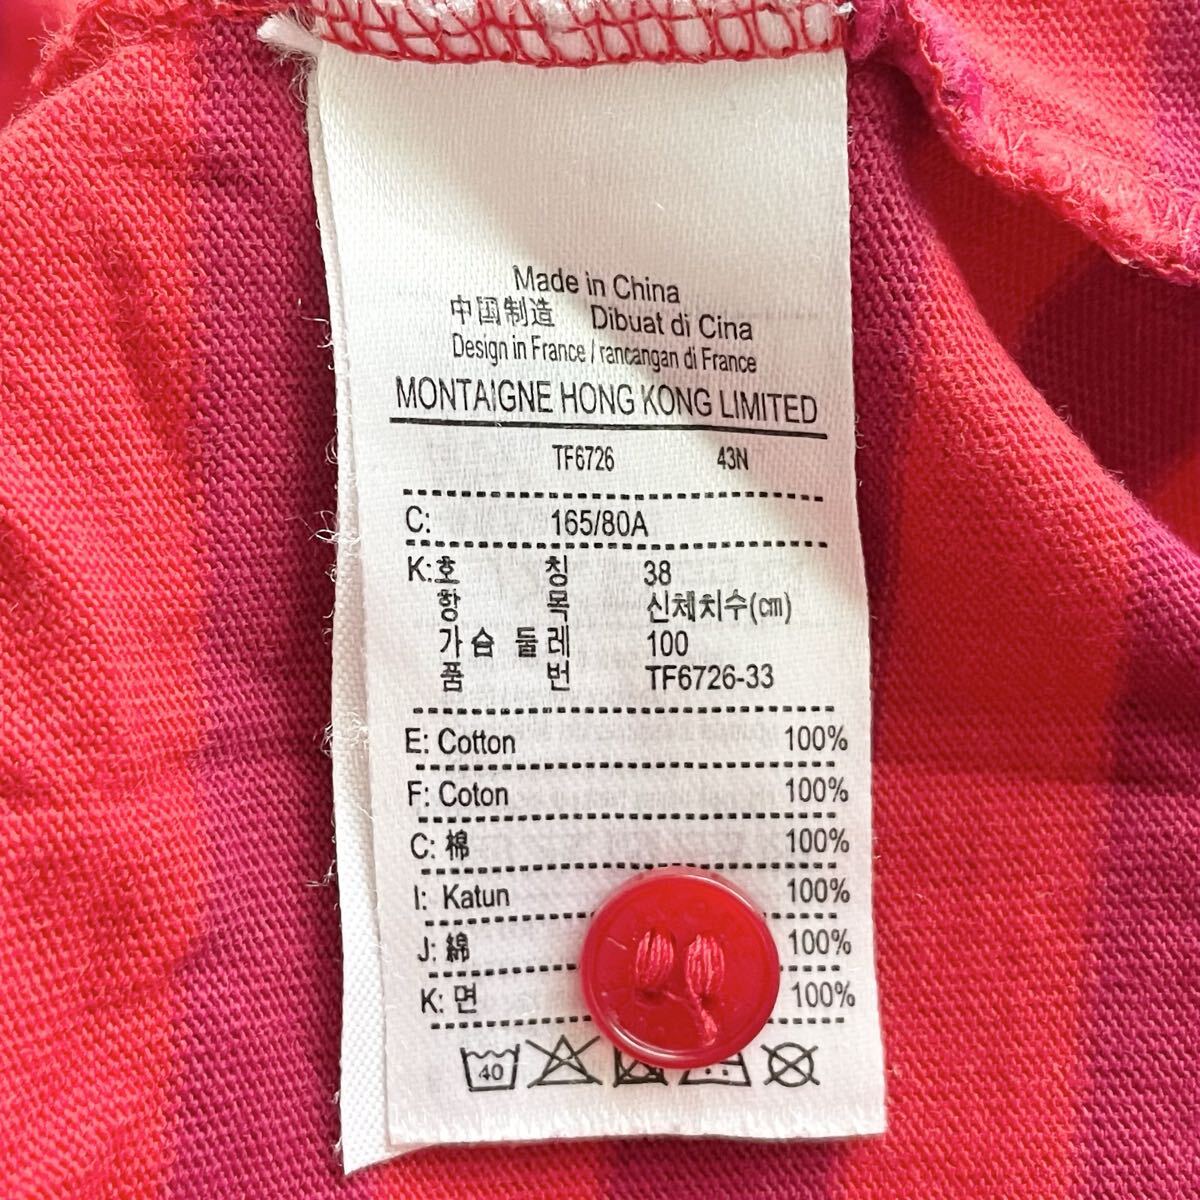 Made in China
中国制造 Dibuat di Cina
Design in France / rancangan di France
MONTAIGNE HONG KONG LIMITED
TF6726 43N
C: 165/80A
K:호 칭 38
항 목 신체치수(cm)
가슴 둘레 100
품 번 TF6726-33
E: Cotton 100%
F: Coton 100%
C: 棉 100%
I: Katun 100%
J: 綿 100%
K: 면 100%
40